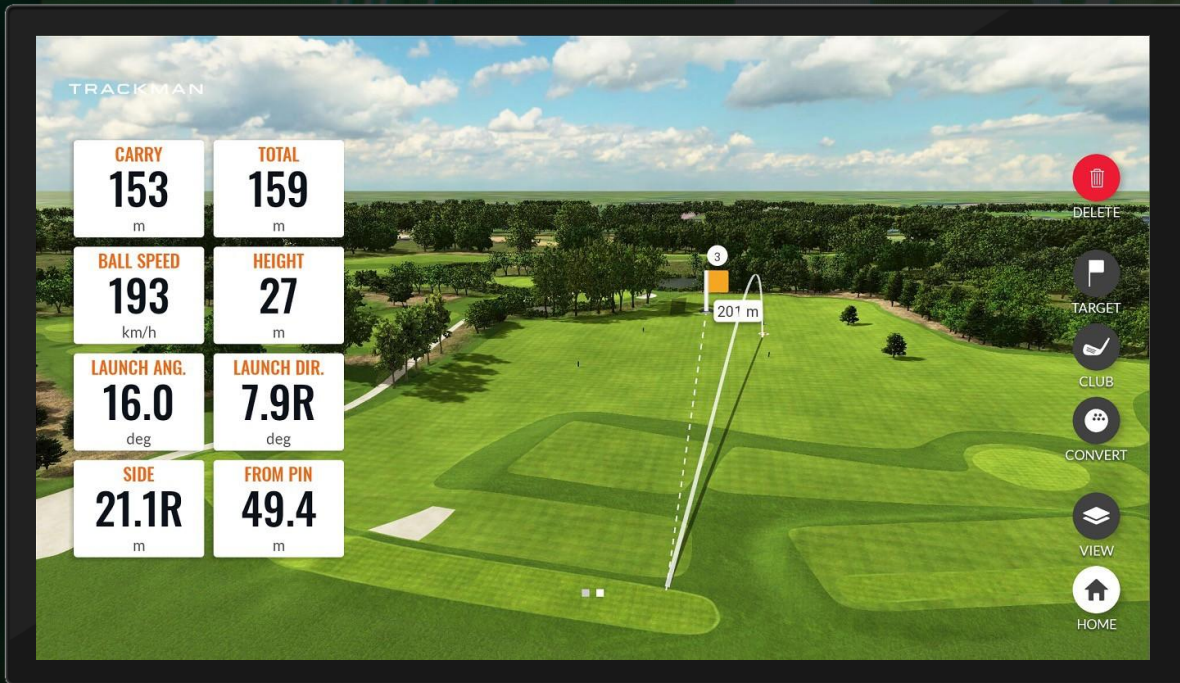 TRACKMAN
CARRY
153
m
TOTAL
159
m
BALL SPEED
193
km/h
HEIGHT
27
m
LAUNCH ANG.
16.0
deg
LAUNCH DIR.
7.9R
deg
SIDE
21.1R
m
FROM PIN
49.4
m
3
201 m
DELETE
TARGET
CLUB
CONVERT
VIEW
HOME